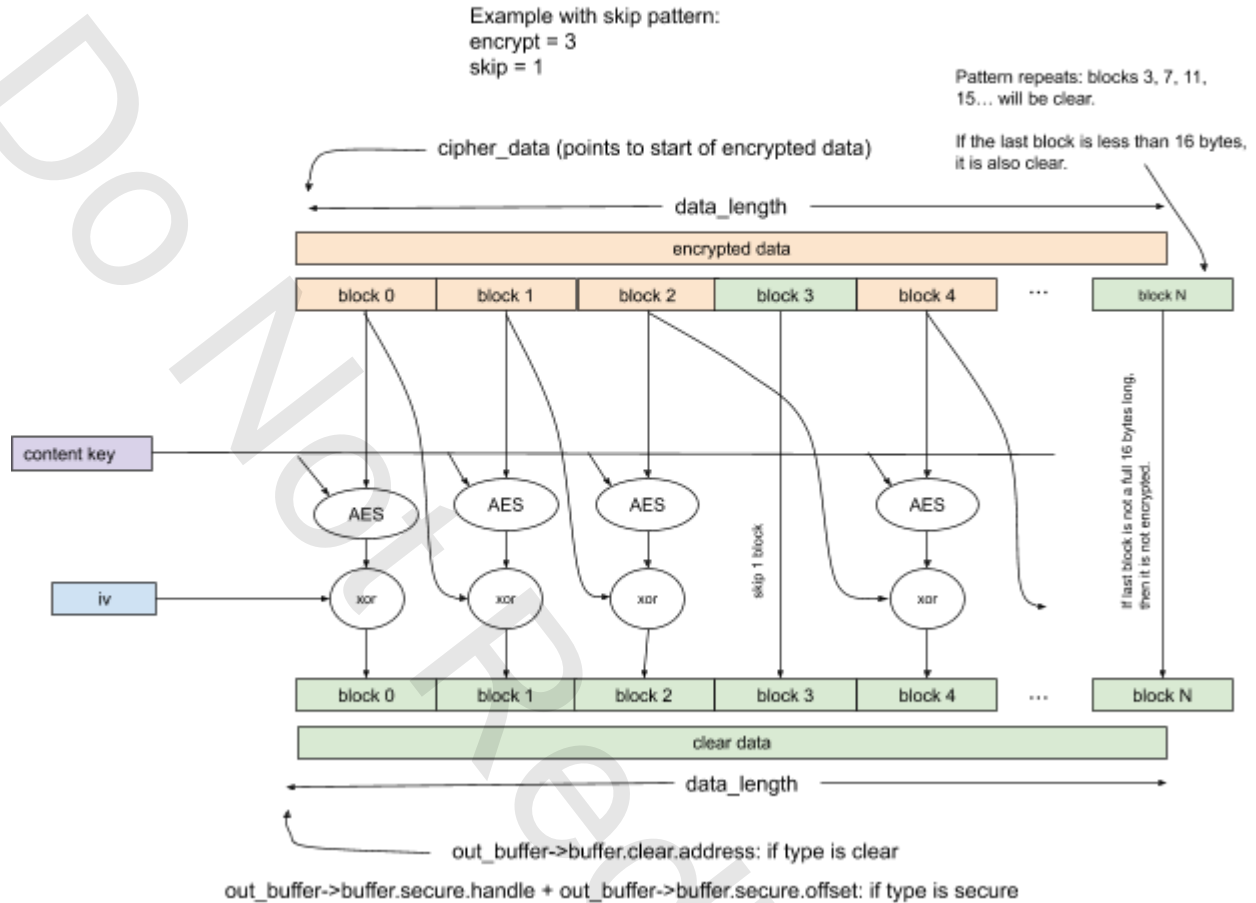 Example with skip pattern:
encrypt = 3
skip = 1
Pattern repeats: blocks 3, 7, 11,
15… will be clear.
If the last block is less than 16 bytes,
it is also clear.
cipher_data (points to start of encrypted data)
data_length
encrypted data
block 0 block 1 block 2 block 3 block 4 ... block N
content key
AES AES AES AES
skip 1 block
If last block is not a full 16 bytes long,
then it is not encrypted.
iv
xor xor xor xor
block 0 block 1 block 2 block 3 block 4 ... block N
clear data
data_length
out_buffer->buffer.clear.address: if type is clear
out_buffer->buffer.secure.handle + out_buffer->buffer.secure.offset: if type is secure
Do Not